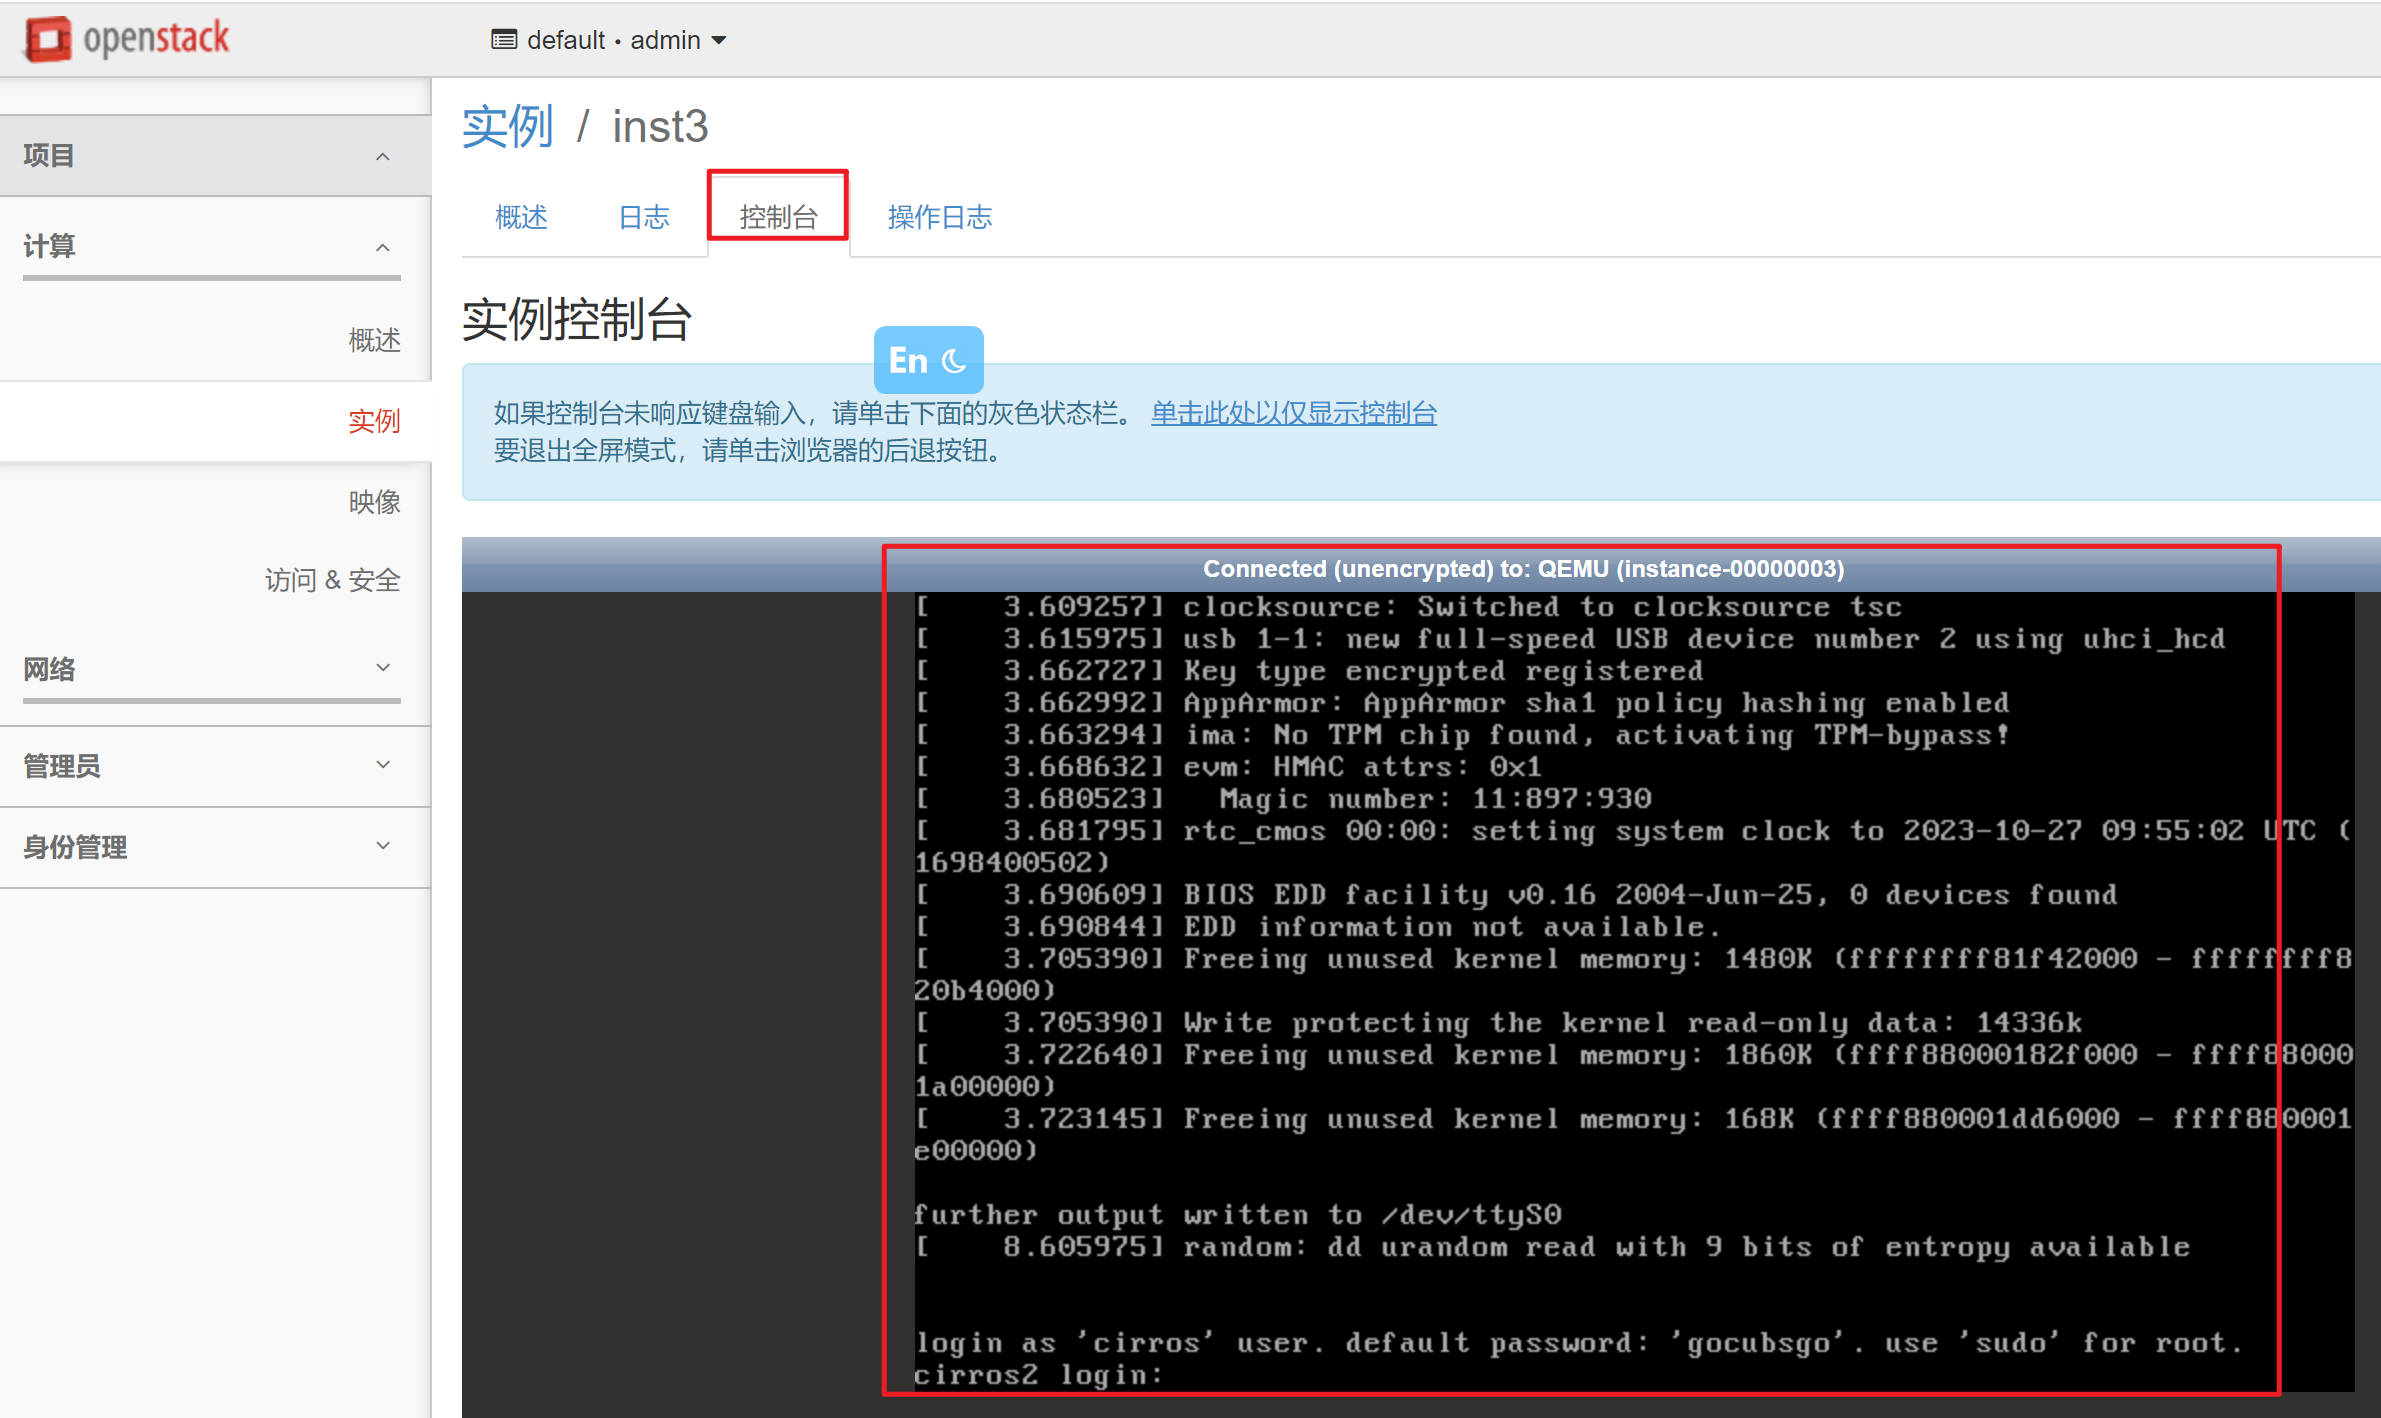 openstack
default • admin
项目
计算
概述
实例
映像
访问 & 安全
网络
管理员
身份管理
实例 / inst3
概述 日志 控制台 操作日志
实例控制台
En
如果控制台未响应键盘输入，请单击下面的灰色状态栏。 单击此处以仅显示控制台
要退出全屏模式，请单击浏览器的后退按钮。
Connected (unencrypted) to: QEMU (instance-00000003)
[    3.609257] clocksource: Switched to clocksource tsc
[    3.615975] usb 1-1: new full-speed USB device number 2 using uhci_hcd
[    3.662727] Key type encrypted registered
[    3.662992] AppArmor: AppArmor sha1 policy hashing enabled
[    3.663294] ima: No TPM chip found, activating TPM-bypass!
[    3.668632] evm: HMAC attrs: 0x1
[    3.680523]   Magic number: 11:897:930
[    3.681795] rtc_cmos 00:00: setting system clock to 2023-10-27 09:55:02 UTC (
1698400502)
[    3.690609] BIOS EDD facility v0.16 2004-Jun-25, 0 devices found
[    3.690844] EDD information not available.
[    3.705390] Freeing unused kernel memory: 1480K (ffffffff81f42000 - ffffffff8
20b4000)
[    3.705390] Write protecting the kernel read-only data: 14336k
[    3.722640] Freeing unused kernel memory: 1860K (ffff88000182f000 - ffff88000
1a00000)
[    3.723145] Freeing unused kernel memory: 168K (ffff880001dd6000 - ffff880001
e00000)
further output written to /dev/ttyS0
[    8.605975] random: dd urandom read with 9 bits of entropy available
login as 'cirros' user. default password: 'gocubsgo'. use 'sudo' for root.
cirros2 login: